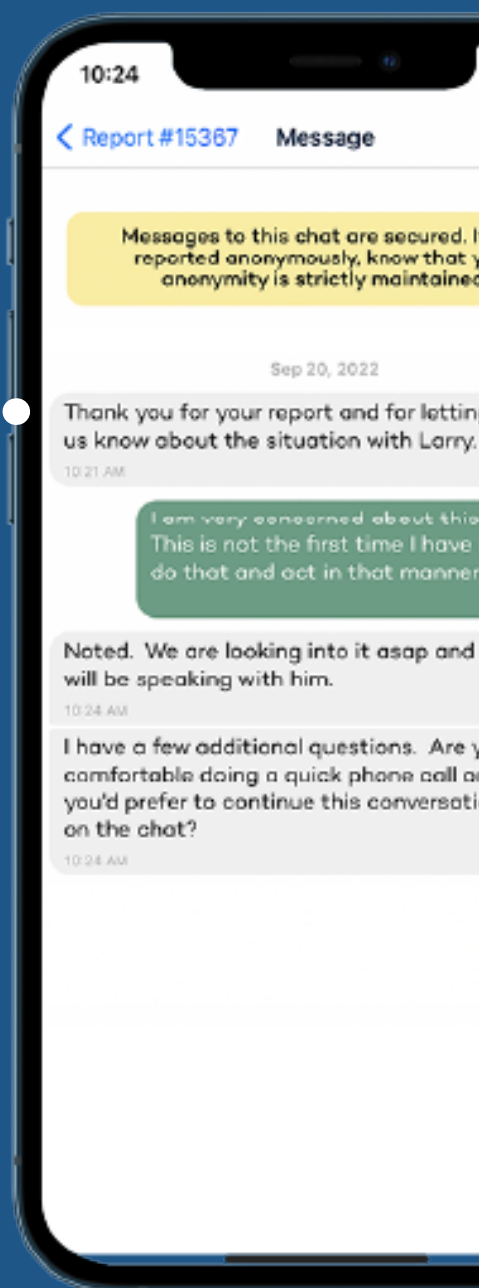 10:24
Report #15367 Message
Messages to this chat are secured.
reported anonymously, know that
anonymity is strictly maintained
Sep 20, 2022
Thank you for your report and for letting
us know about the situation with Larry.
10:21 AM
I am very concerned about this
This is not the first time I have
do that and act in that manner
Noted. We are looking into it asap and
will be speaking with him.
10:24 AM
I have a few additional questions. Are
comfortable doing a quick phone call
you'd prefer to continue this
on the chat?
10:24 AM